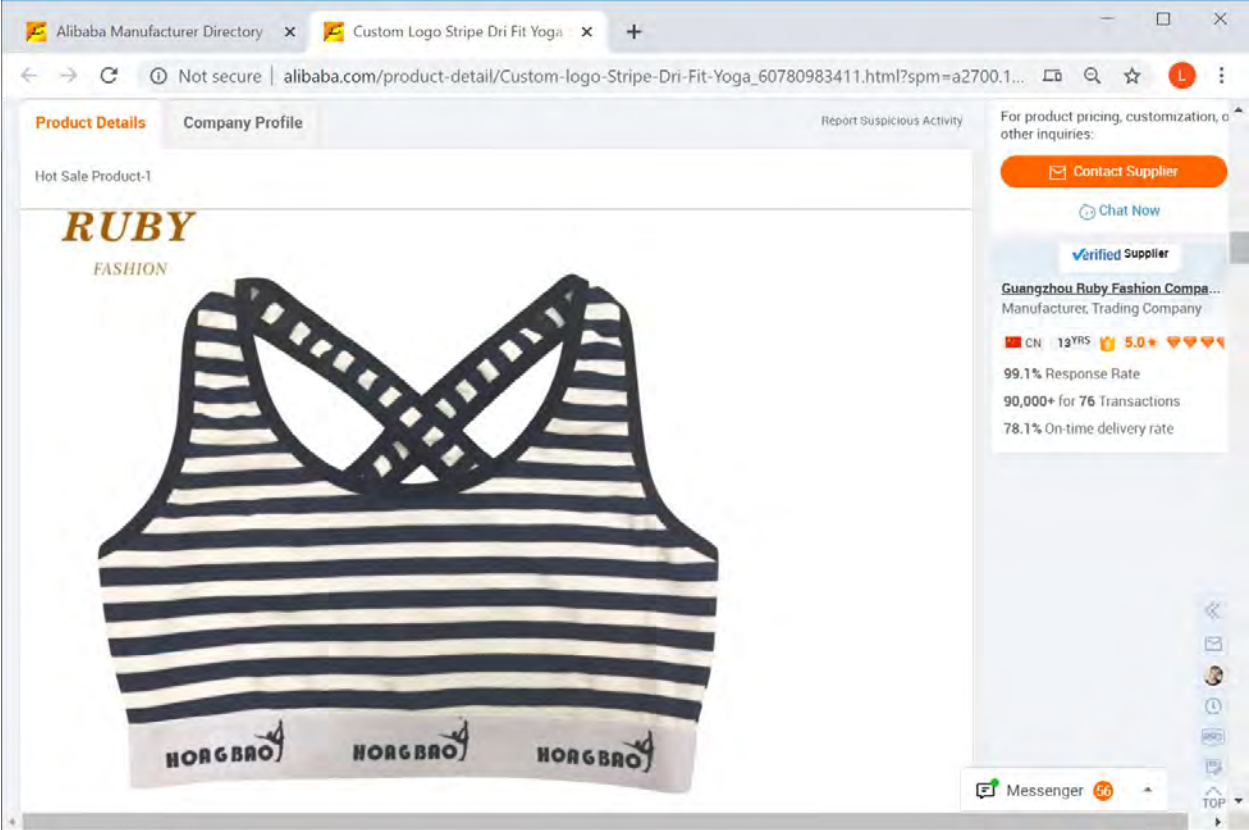 Alibaba Manufacturer Directory
Custom Logo Stripe Dri Fit Yoga
Not secure | alibaba.com/product-detail/Custom-logo-Stripe-Dri-Fit-Yoga_60780983411.html?spm=a2700.1...
L
Product Details
Company Profile
Report Suspicious Activity
Hot Sale Product-1
RUBY
FASHION
HORGBAO HORGBAO HORGBAO
For product pricing, customization, o
other inquiries:
Contact Supplier
Chat Now
Verified Supplier
Guangzhou Ruby Fashion Compa...
Manufacturer, Trading Company
CN 13YRS 5.0
99.1% Response Rate
90,000+ for 76 Transactions
78.1% On-time delivery rate
Messenger 56
TOP